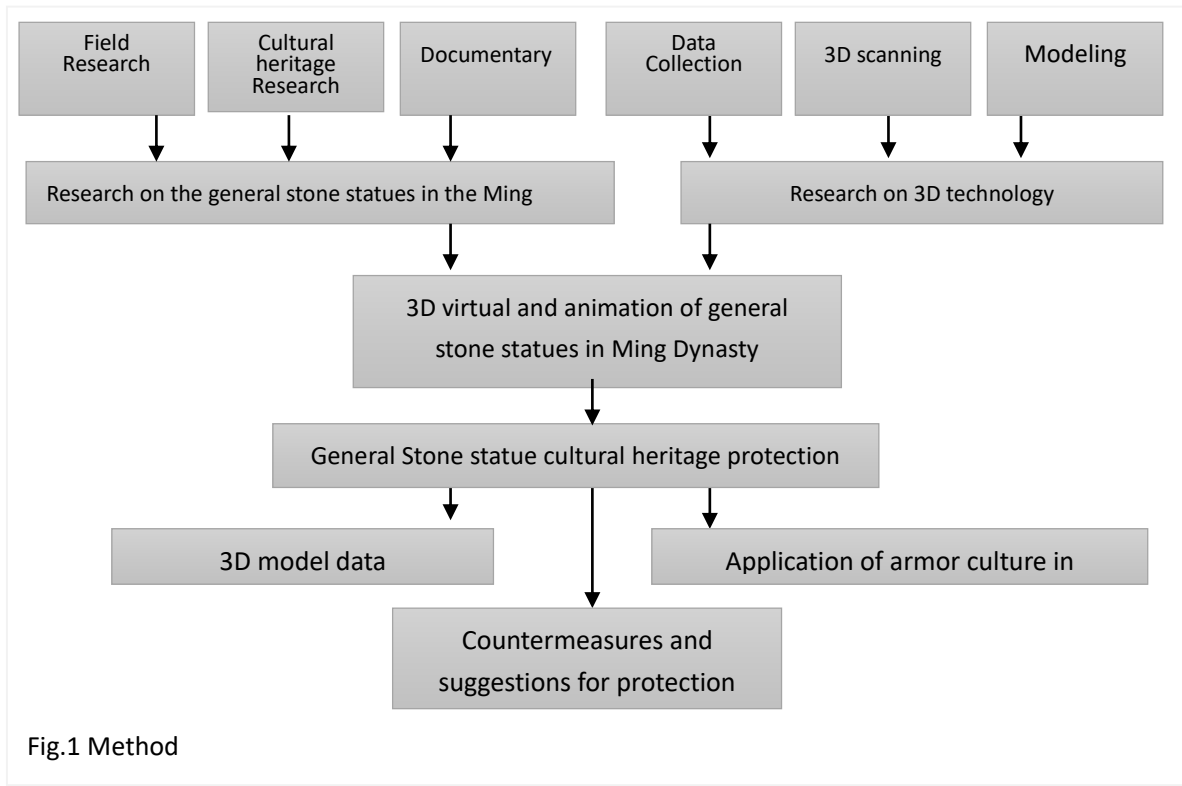 Field
Research
Cultural
heritage
Research
Documentary
Data
Collection
3D scanning
Modeling
Research on the general stone statues in the Ming
Research on 3D technology
3D virtual and animation of general
stone statues in Ming Dynasty
General Stone statue cultural heritage protection
3D model data
Application of armor culture in
Countermeasures and
suggestions for protection
Fig.1 Method